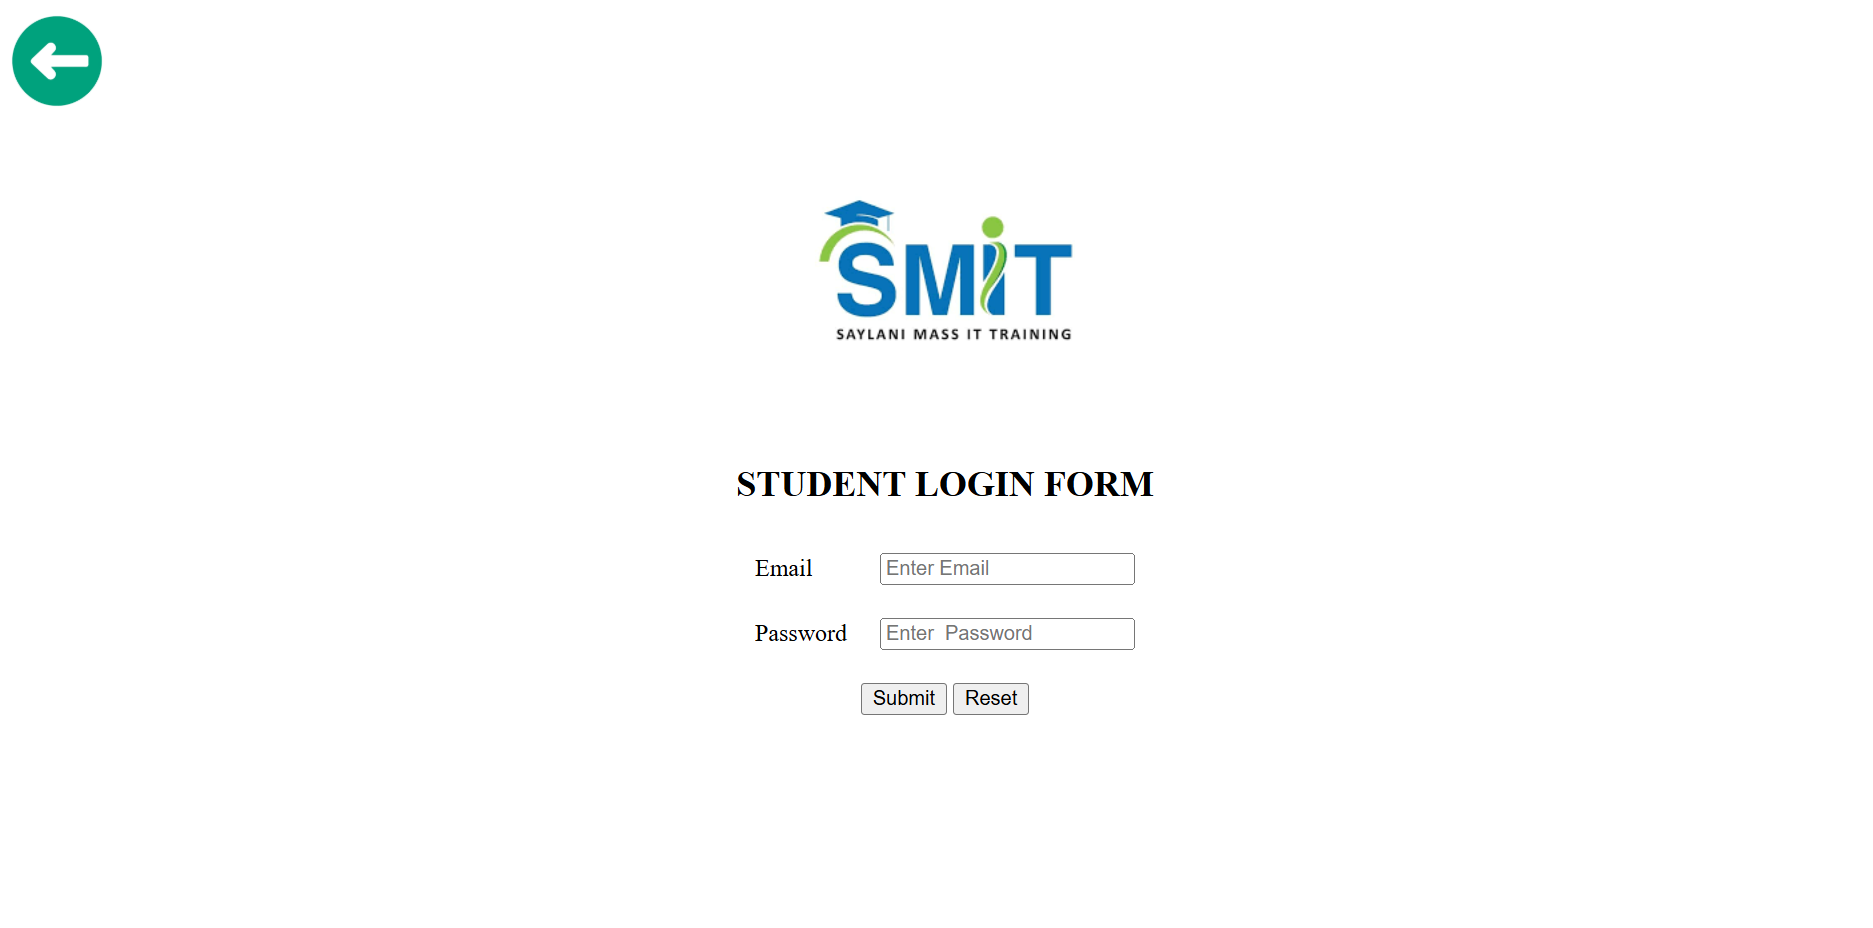 SMiT
SAYLANI MASS IT TRAINING
STUDENT LOGIN FORM
Email Enter Email
Password Enter  Password
Submit Reset